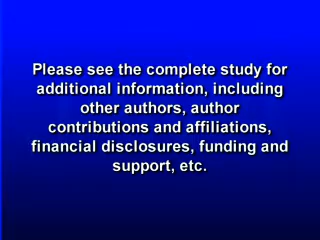 Please see the complete study for
additional information, including
other authors, author
contributions and affiliations,
financial disclosures, funding and
support, etc.